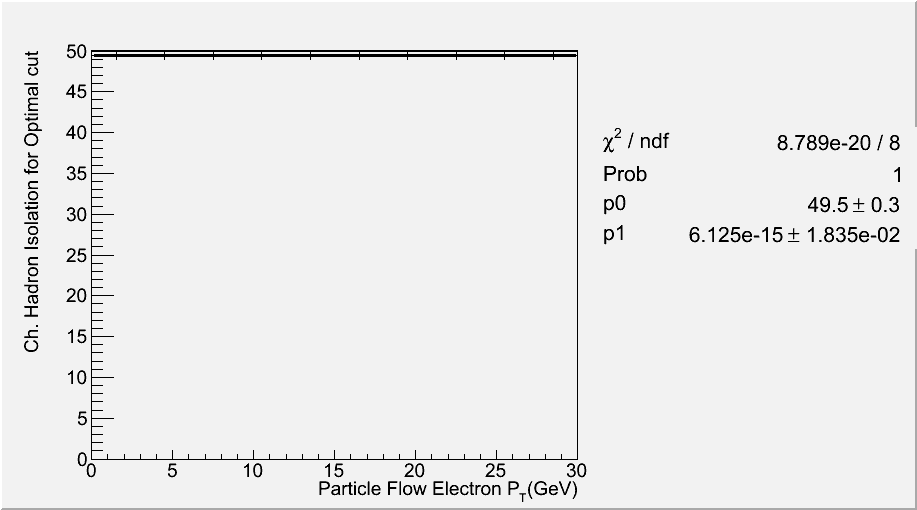 Ch. Hadron Isolation for Optimal cut
50
45
40
35
30
25
20
15
10
5
0
0 5 10 15 20 25 30
Particle Flow Electron P_T(GeV)
χ² / ndf 8.789e-20 / 8
Prob 1
p0 49.5 ± 0.3
p1 6.125e-15 ± 1.835e-02